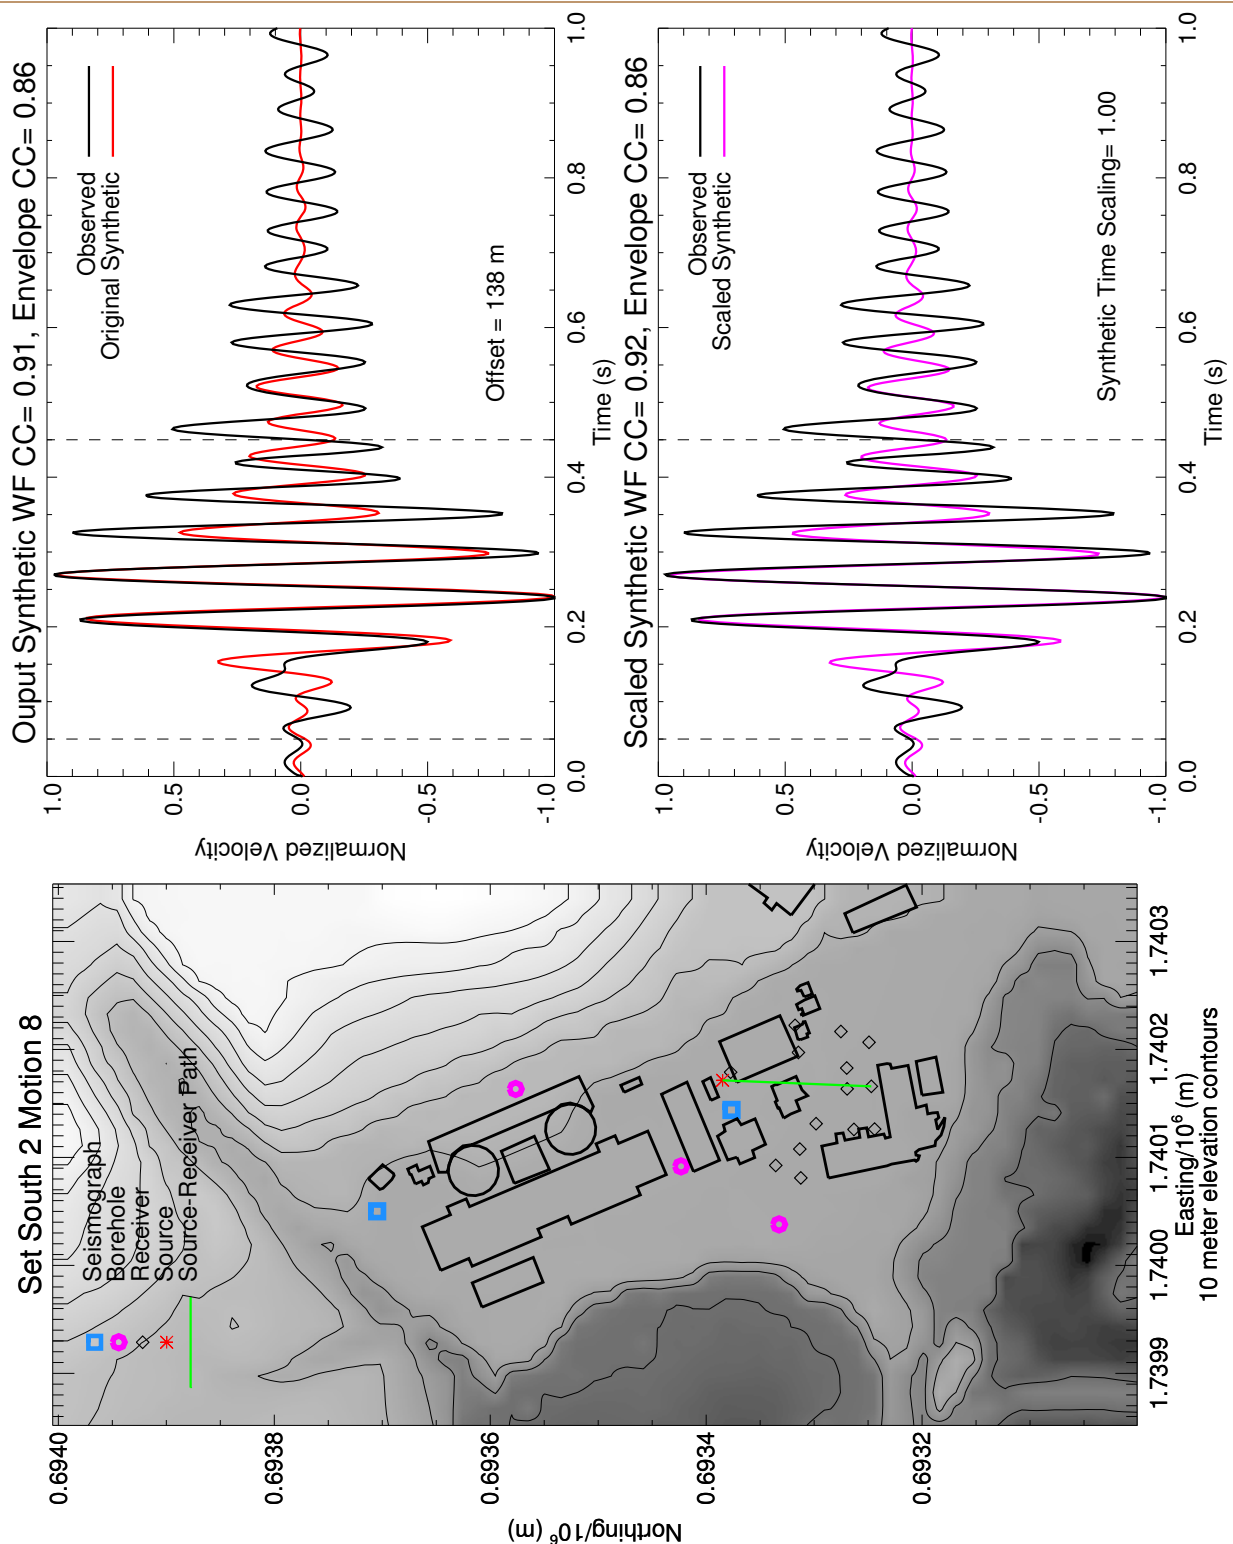 Set South 2 Motion 8
Seismograph
Borehole
Receiver
Source
Source-Receiver Path
0.6940
0.6938
0.6936
0.6934
0.6932
Northing/10⁶ (m)
1.7399
1.7400
1.7401
1.7402
1.7403
Easting/10⁶ (m)
10 meter elevation contours
Ouput Synthetic WF CC= 0.91, Envelope CC= 0.86
Observed
Original Synthetic
Offset = 138 m
1.0
0.5
0.0
-0.5
-1.0
Normalized Velocity
0.0
0.2
0.4
0.6
0.8
1.0
Time (s)
Scaled Synthetic WF CC= 0.92, Envelope CC= 0.86
Observed
Scaled Synthetic
Synthetic Time Scaling= 1.00
1.0
0.5
0.0
-0.5
-1.0
Normalized Velocity
0.0
0.2
0.4
0.6
0.8
1.0
Time (s)